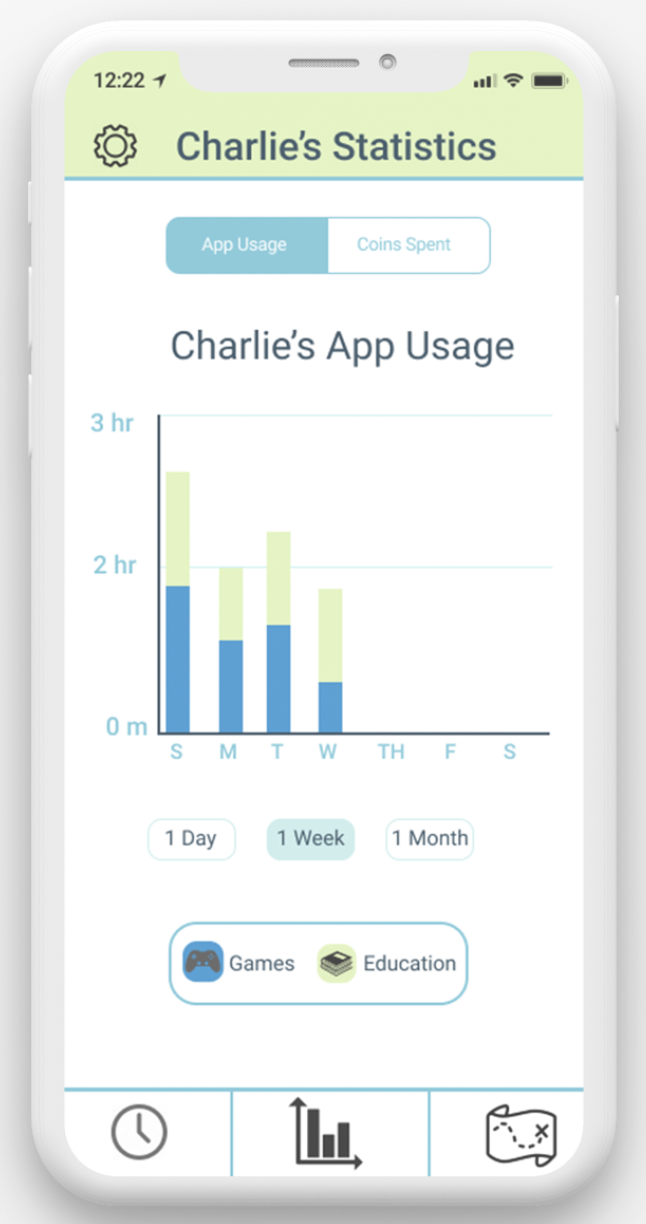 12:22
Charlie's Statistics
App Usage Coins Spent
Charlie's App Usage
3 hr
2 hr
0 m
S M T W TH F S
1 Day 1 Week 1 Month
Games Education